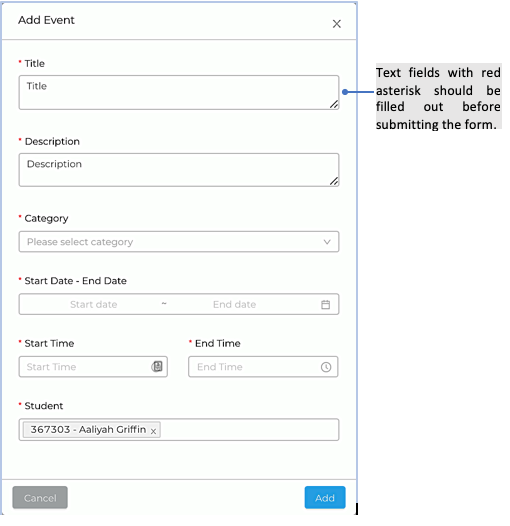 Add Event
x
* Title
Title
Text fields with red
asterisk should be
filled out before
submitting the form.
* Description
Description
* Category
Please select category
* Start Date - End Date
Start date ~ End date
* Start Time * End Time
Start Time End Time
* Student
367303 - Aaliyah Griffin x
Cancel Add